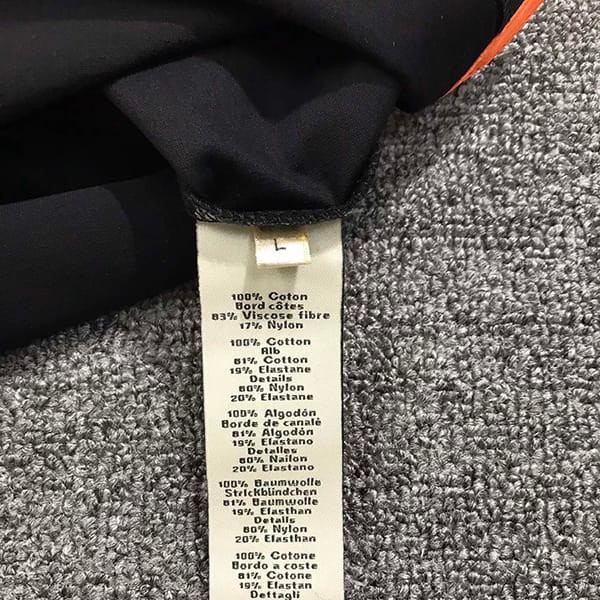 L
100% Coton
Bord côtes
83% Viscose fibre
17% Nylon
100% Cotton
Alb
81% Cotton
19% Elastane
Details
80% Nylon
20% Elastane
100% Algodón
Borde de canalé
81% Algodón
19% Elastano
Detalles
80% Nailon
20% Elastano
100% Baumwolle
Strickblindchen
81% Baumwolle
19% Elasthan
Details
80% Nylon
20% Elasthan
100% Cotone
Bordo a coste
81% Cotone
19% Elastan
Dettagli